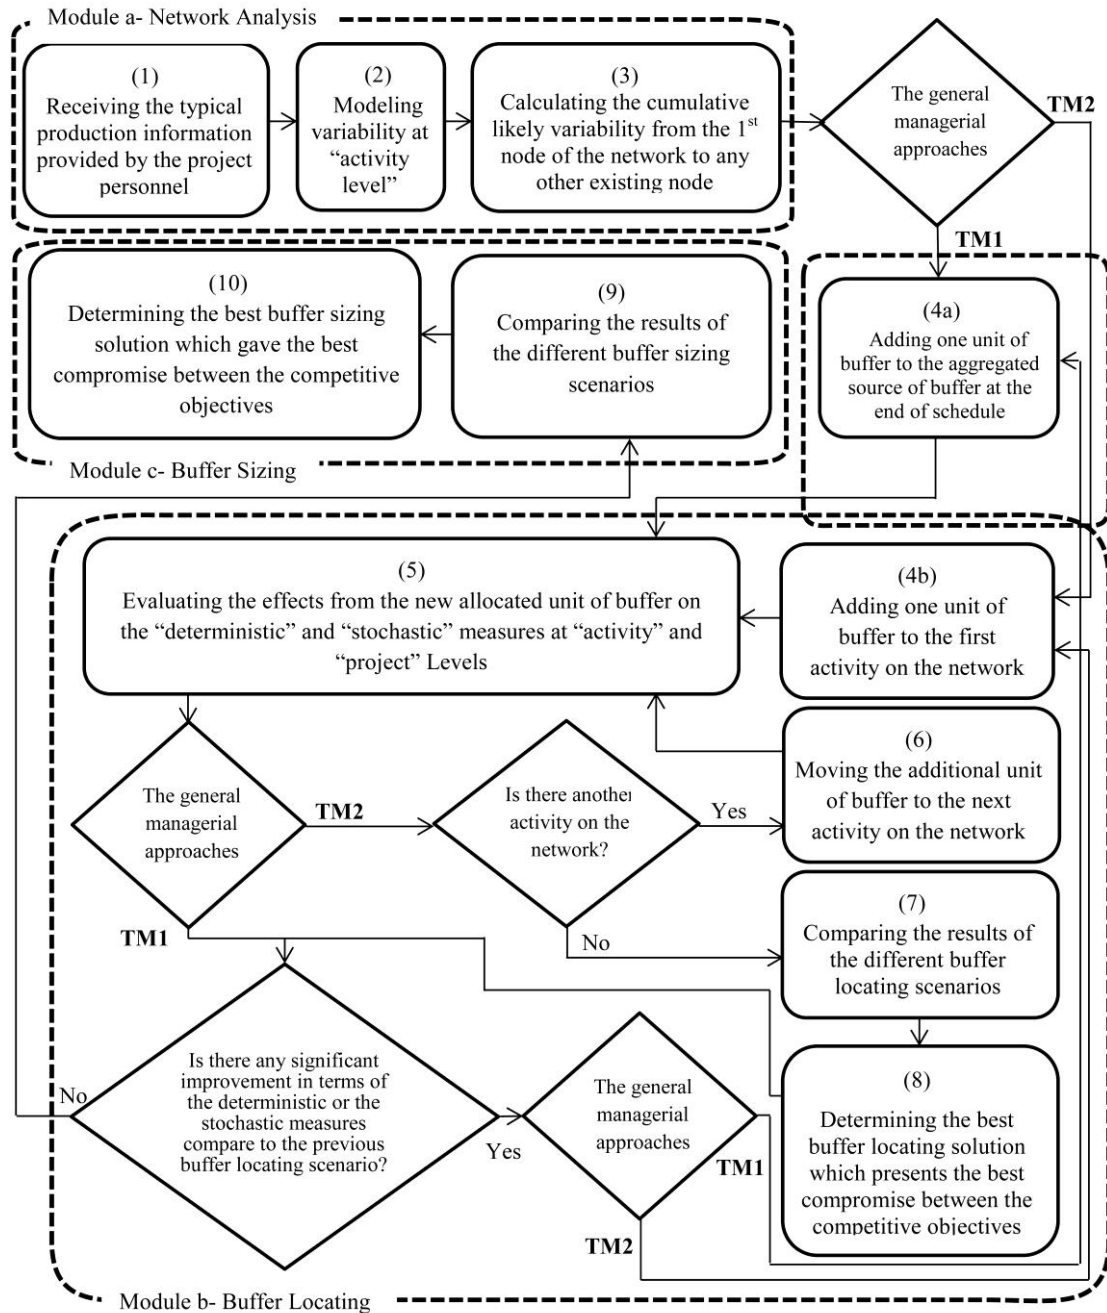 Module a- Network Analysis
(1)
Receiving the typical
production information
provided by the project
personnel
(2)
Modeling
variability at
“activity
level”
(3)
Calculating the cumulative
likely variability from the 1st
node of the network to any
other existing node
The general
managerial
approaches
TM2
TM1
(10)
Determining the best buffer sizing
solution which gave the best
compromise between the competitive
objectives
(9)
Comparing the results of
the different buffer sizing
scenarios
(4a)
Adding one unit of
buffer to the aggregated
source of buffer at the
end of schedule
Module c- Buffer Sizing
(5)
Evaluating the effects from the new allocated unit of buffer on
the “deterministic” and “stochastic” measures at “activity” and
“project” Levels
(4b)
Adding one unit of
buffer to the first
activity on the network
The general
managerial
approaches
TM2
Is there another
activity on the
network?
Yes
(6)
Moving the additional unit
of buffer to the next
activity on the network
TM1
No
(7)
Comparing the results of
the different buffer
locating scenarios
No
Is there any significant
improvement in terms of
the deterministic or the
stochastic measures
compare to the previous
buffer locating scenario?
Yes
The general
managerial
approaches
TM1
TM2
(8)
Determining the best
buffer locating solution
which presents the best
compromise between the
competitive objectives
Module b- Buffer Locating